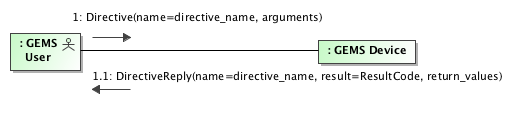 1: Directive(name=directive_name, arguments)
: GEMS
User
: GEMS Device
1.1: DirectiveReply(name=directive_name, result=ResultCode, return_values)